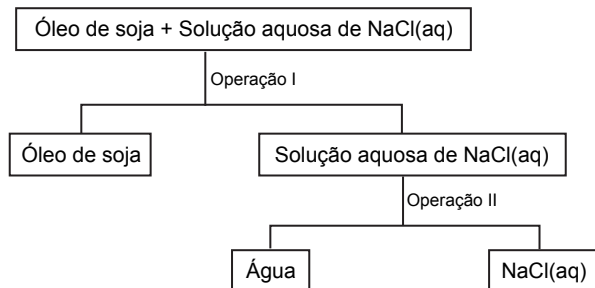 Óleo de soja + Solução aquosa de NaCl(aq)
Operação I
Óleo de soja
Solução aquosa de NaCl(aq)
Operação II
Água
NaCl(aq)